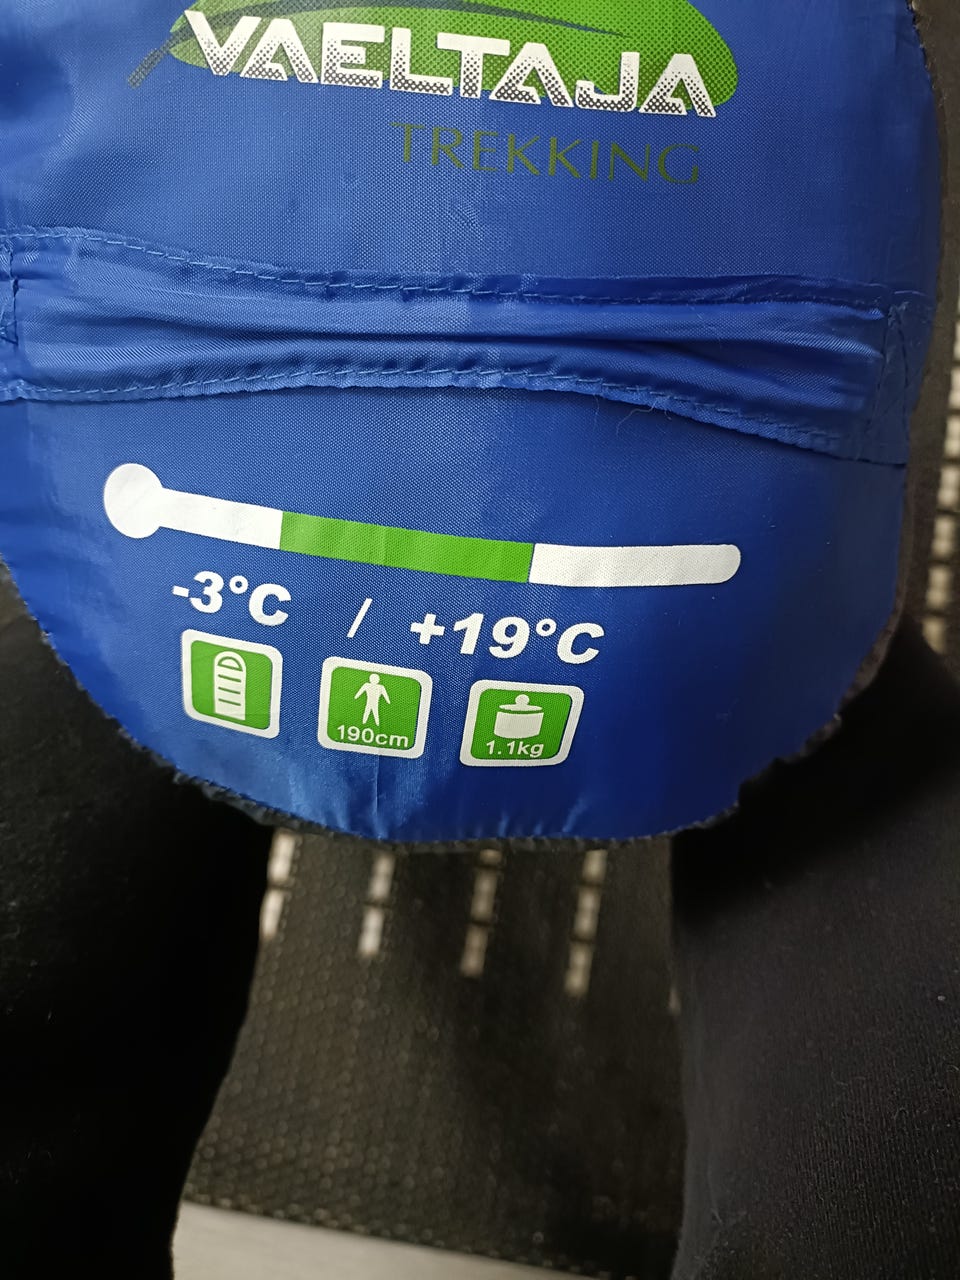 VAELTAJA
TREKKING
-3°C / +19°C
190cm
1.1kg